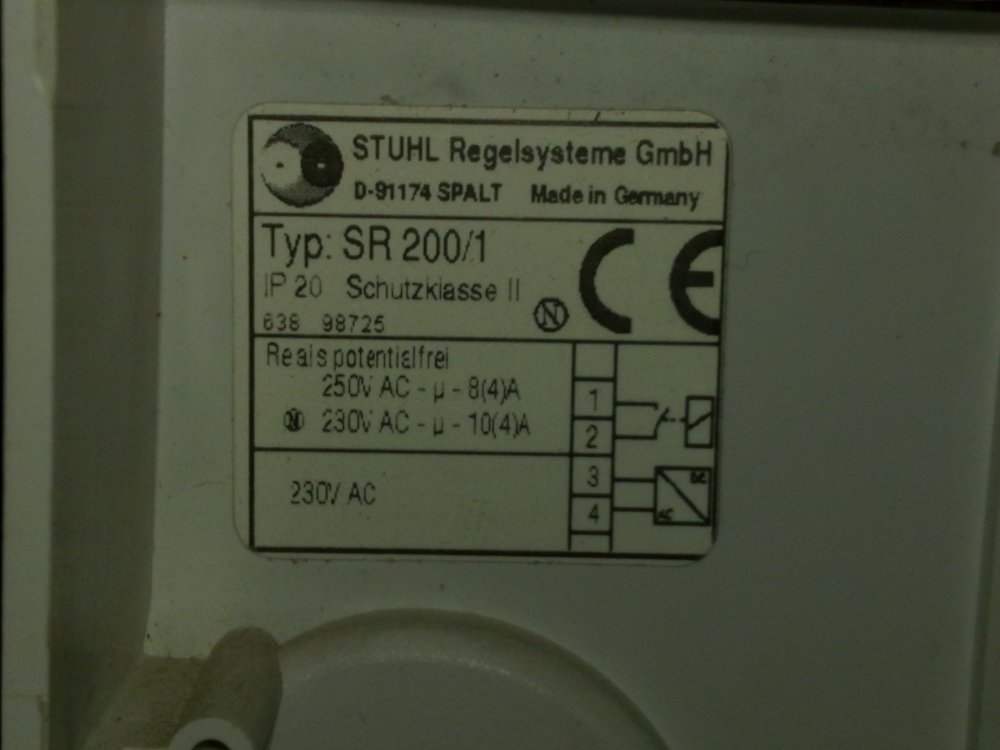 STUHL Regelsysteme GmbH
D-91174 SPALT Made in Germany
Typ: SR 200/1
IP 20 Schutzklasse II
N
638 98725
CE
Relais potentialfrei
250V AC - µ - 8(4)A
N 230V AC - µ - 10(4)A
1
2
230V AC
3
4
AC